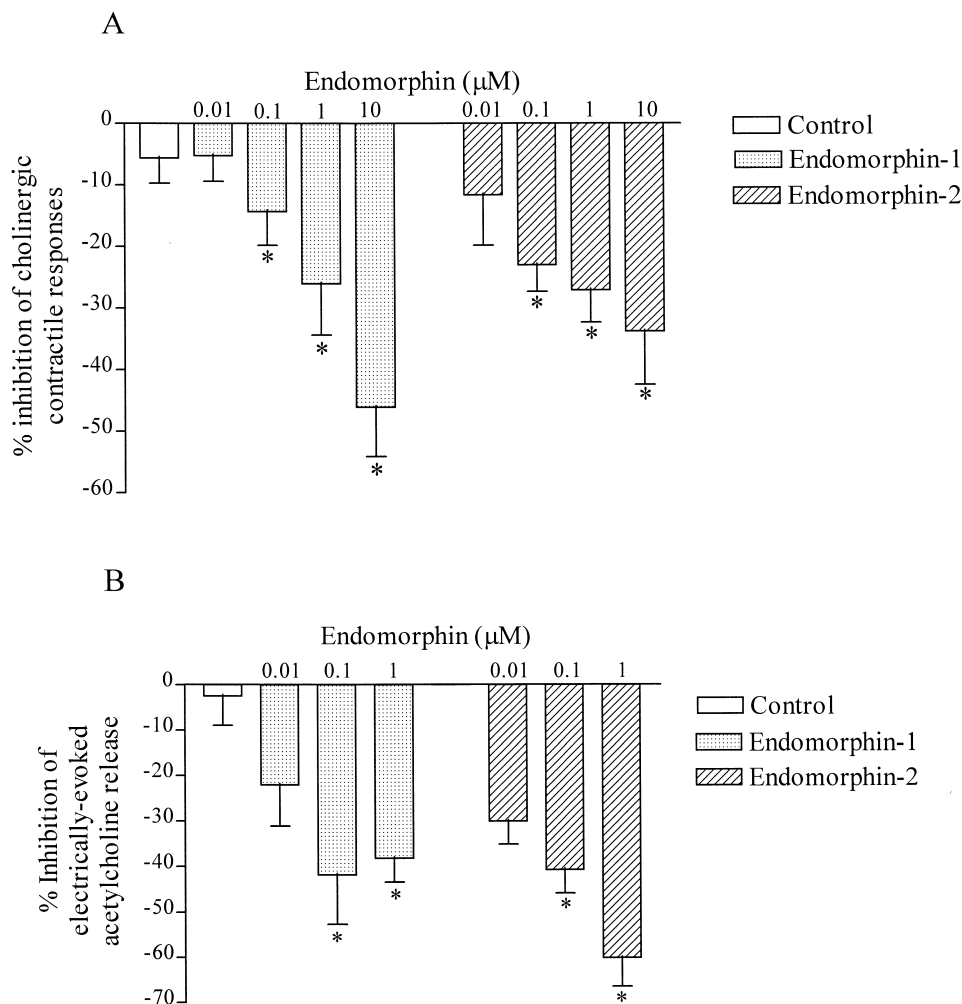 A
Endomorphin (μM)
0.01 0.1 1 10 0.01 0.1 1 10
0
-10
-20
-30
-40
-50
-60
% inhibition of cholinergic
contractile responses
* * * * * *
Control
Endomorphin-1
Endomorphin-2
B
Endomorphin (μM)
0.01 0.1 1 0.01 0.1 1
0
-10
-20
-30
-40
-50
-60
-70
% Inhibition of
electrically-evoked
acetylcholine release
* * * *
Control
Endomorphin-1
Endomorphin-2